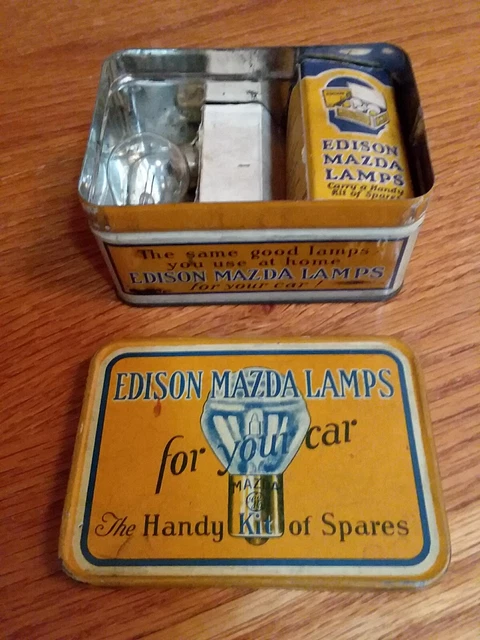 EDISON
MAZDA
LAMPS
Carry a Handy
Kit of Spares
The same good lamps
you use at home
EDISON MAZDA LAMPS
for your car!
EDISON MAZDA LAMPS
for your car
MAZDA
The Handy Kit of Spares